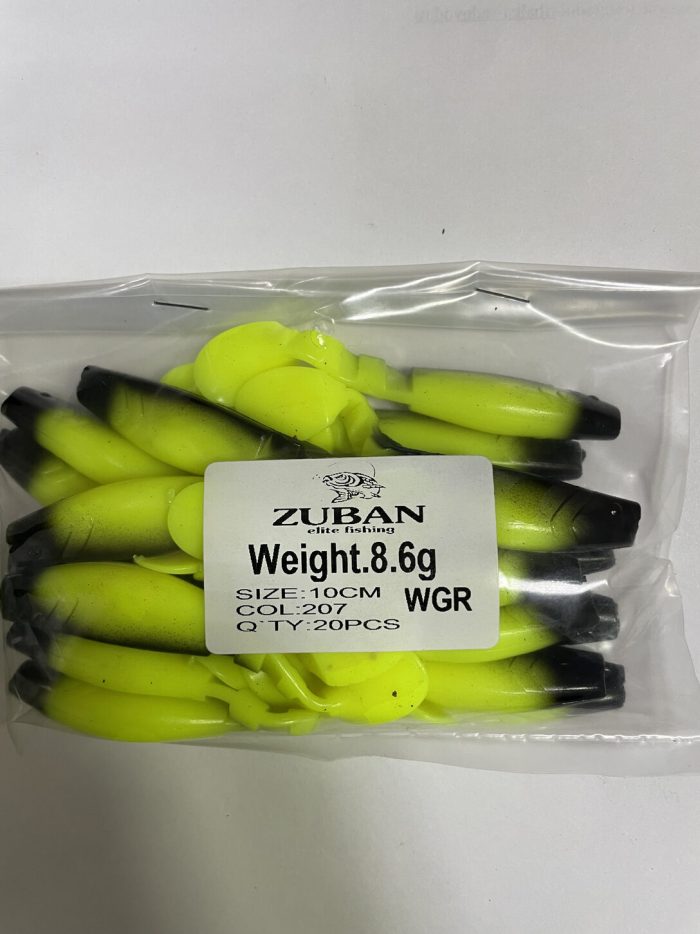 ZUBAN
elite fishing
Weight.8.6g
SIZE:10CM
WGR
COL:207
Q`TY:20PCS